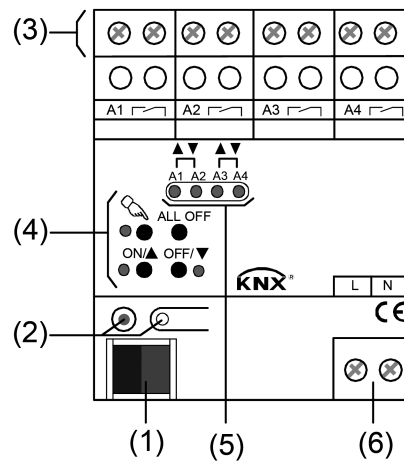 (3)
A1 A2 A3 A4
▲ ▼ ▲ ▼
A1 A2 A3 A4
ALL OFF
(4)
ON/▲ OFF/▼
KNX ®
L N
(2)
CE
(1) (5) (6)